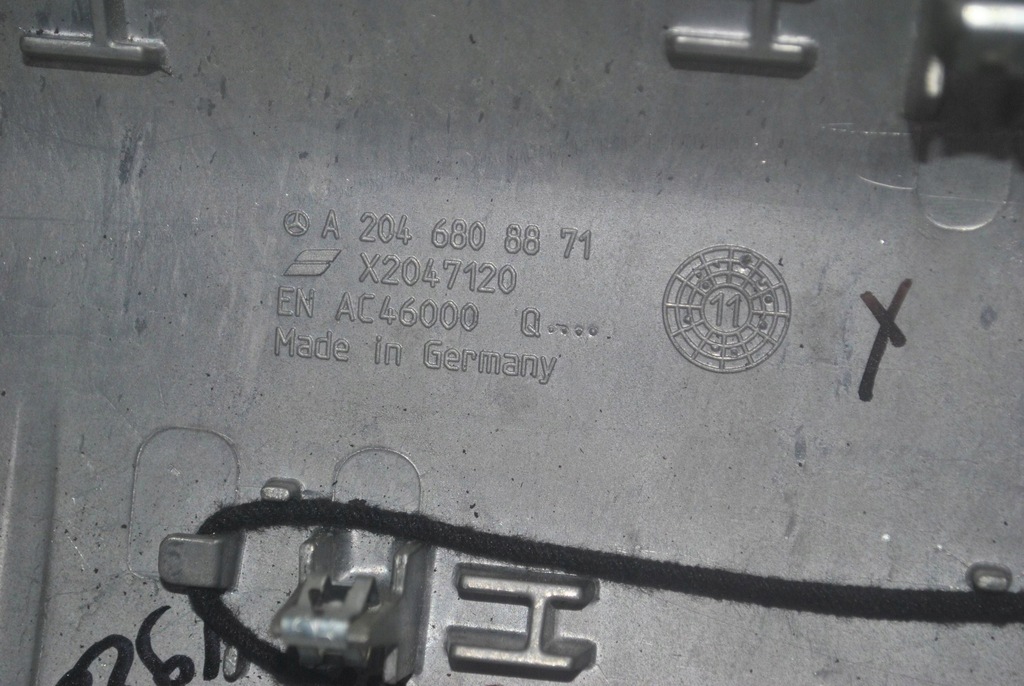 A 204 680 88 71
X2047120
EN AC46000 Q
Made in Germany
11
Y